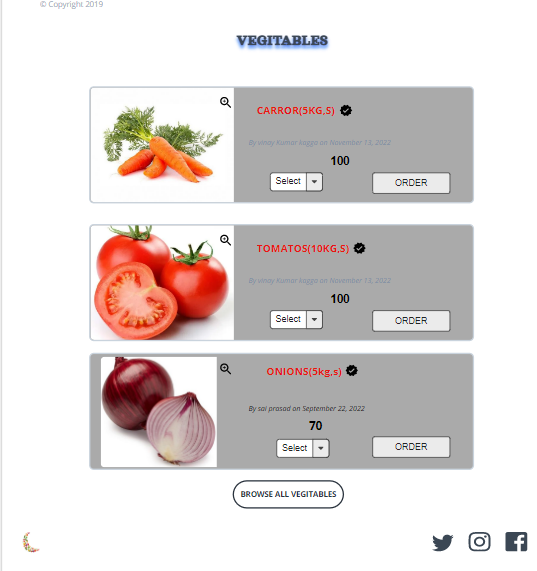 © Copyright 2019
VEGITABLES
CARROR(5KG,S)
By vinay Kumar kagga on November 13, 2022
100
Select
ORDER
TOMATOS(10KG,S)
By vinay Kumar kagga on November 13, 2022
100
Select
ORDER
ONIONS(5kg,s)
By sai prasad on September 22, 2022
70
Select
ORDER
BROWSE ALL VEGITABLES